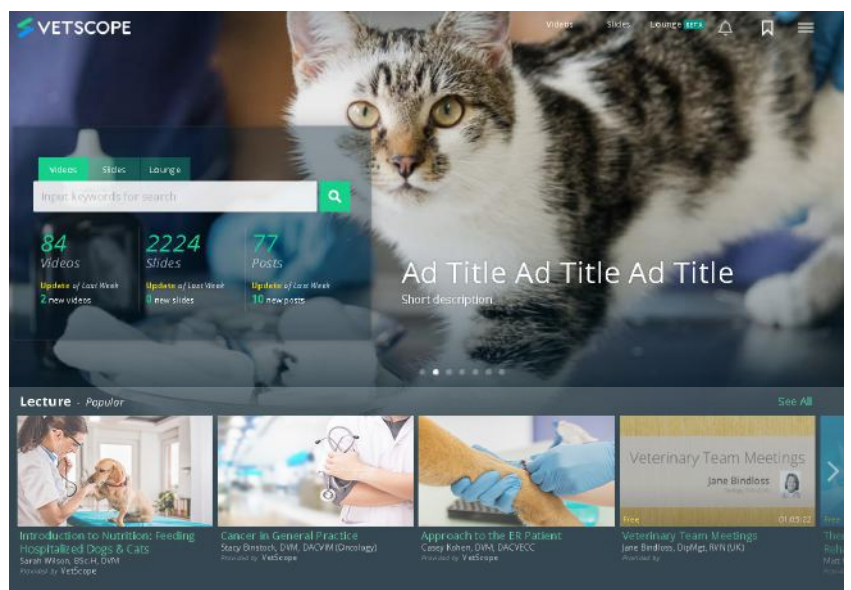 VETSCOPE
Videos Slides Lounge BETA
Videos Slides Lounge
Input keywords for search
84 2224 77
Videos Slides Posts
Update of Last Week Update of Last Week Update of Last Week
2 new videos 0 new slides 10 new posts
Ad Title Ad Title Ad Title
Short description.
Lecture - Popular See All
Veterinary Team Meetings
Jane Bindloss
Free 01:05:22 Free
Introduction to Nutrition: Feeding
Hospitalized Dogs & Cats
Sarah Wilson, BSc.H, DVM
Provided by VetScope
Cancer in General Practice
Stacy Binstock, DVM, DACVIM (Oncology)
Provided by VetScope
Approach to the ER Patient
Casey Kohen, DVM, DACVECC
Provided by VetScope
Veterinary Team Meetings
Jane Bindloss, DipMgt, RVN (UK)
Provided by VetScope